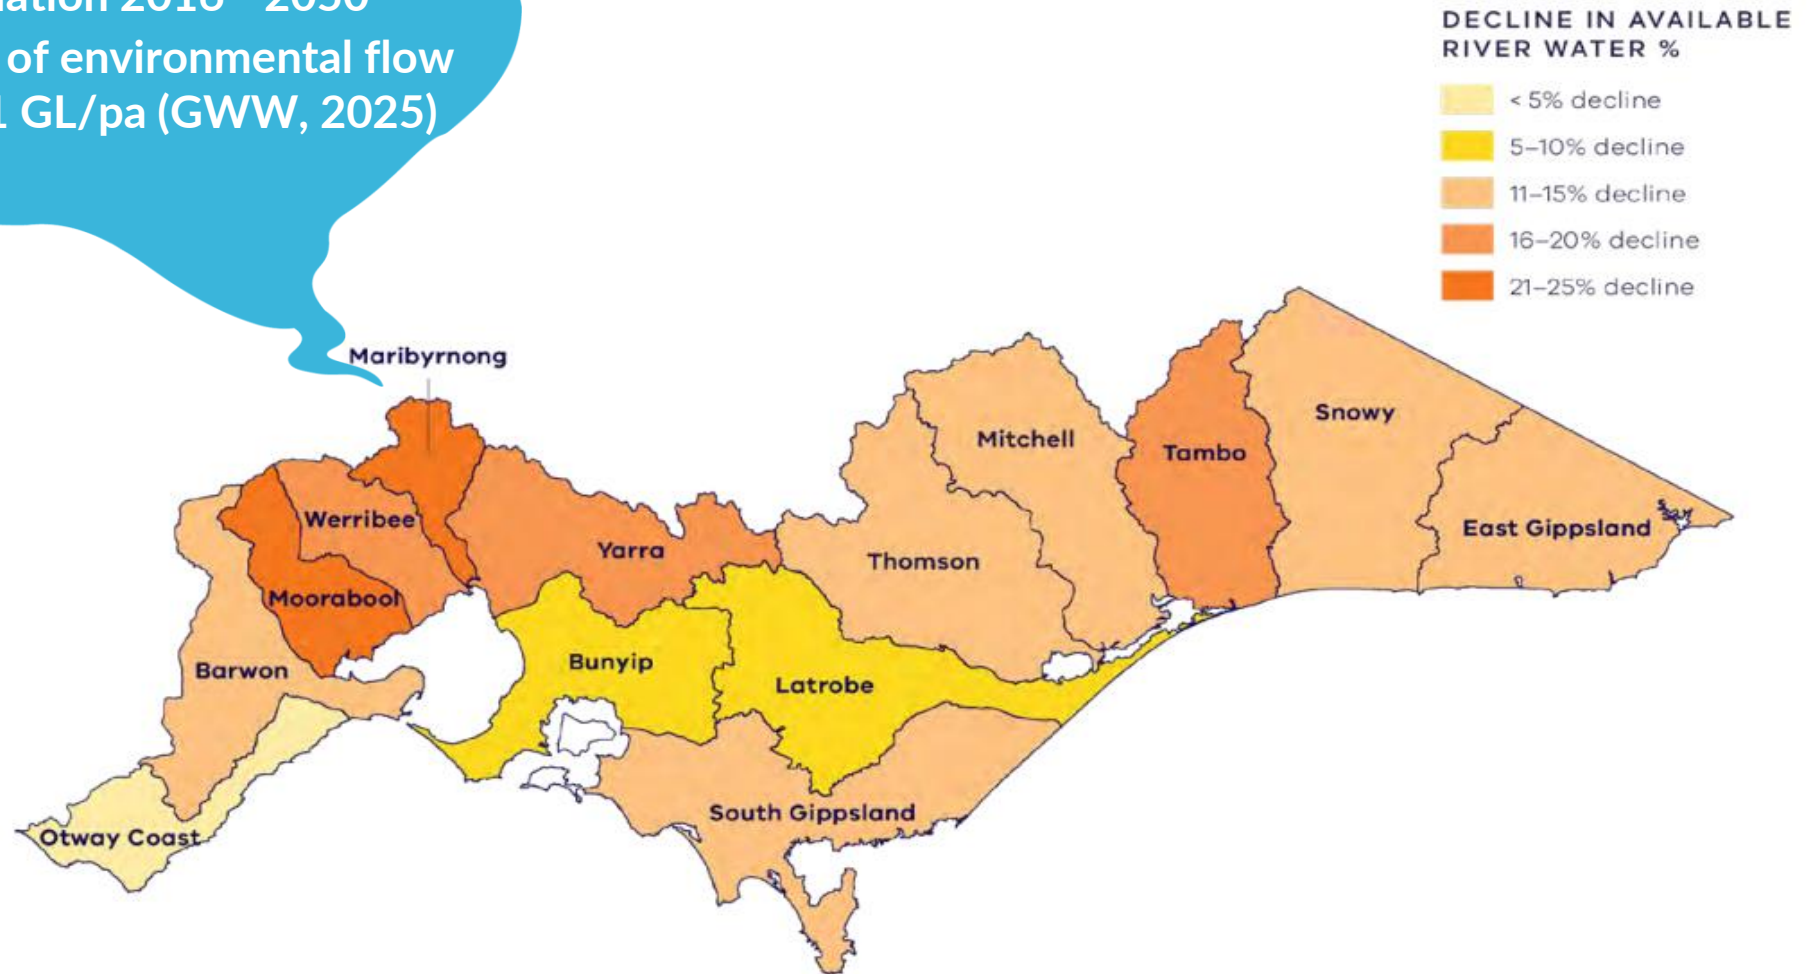 2050
of environmental flow
GL/pa (GWW, 2025)
DECLINE IN AVAILABLE
RIVER WATER %
< 5% decline
5–10% decline
11–15% decline
16–20% decline
21–25% decline
Maribyrnong
Snowy
Mitchell
Tambo
Werribee
East Gippsland
Yarra
Thomson
Moorabool
Bunyip
Barwon
Latrobe
South Gippsland
Otway Coast